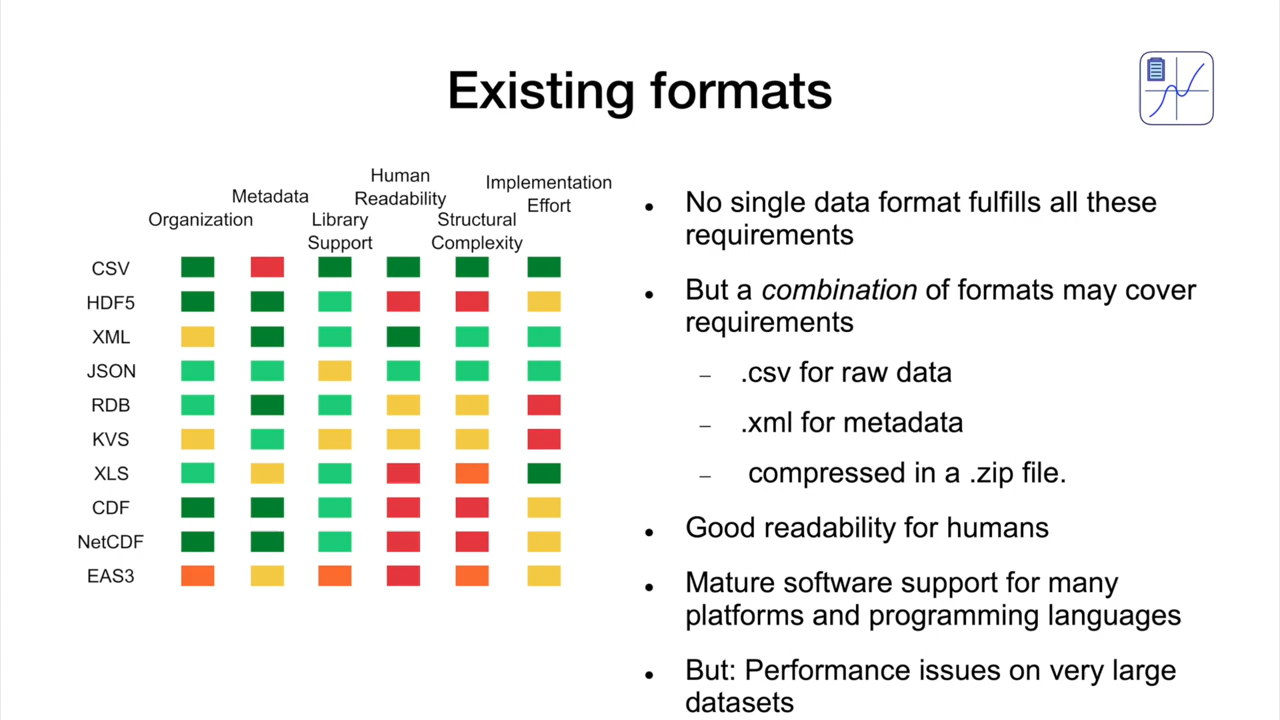 Existing formats
Human
Metadata
Readability
Implementation
Effort
Organization
Library
Support
Structural
Complexity
CSV
HDF5
XML
JSON
RDB
KVS
XLS
CDF
NetCDF
EAS3
• No single data format fulfills all these
requirements
• But a combination of formats may cover
requirements
– .csv for raw data
– .xml for metadata
– compressed in a .zip file.
• Good readability for humans
• Mature software support for many
platforms and programming languages
• But: Performance issues on very large
datasets